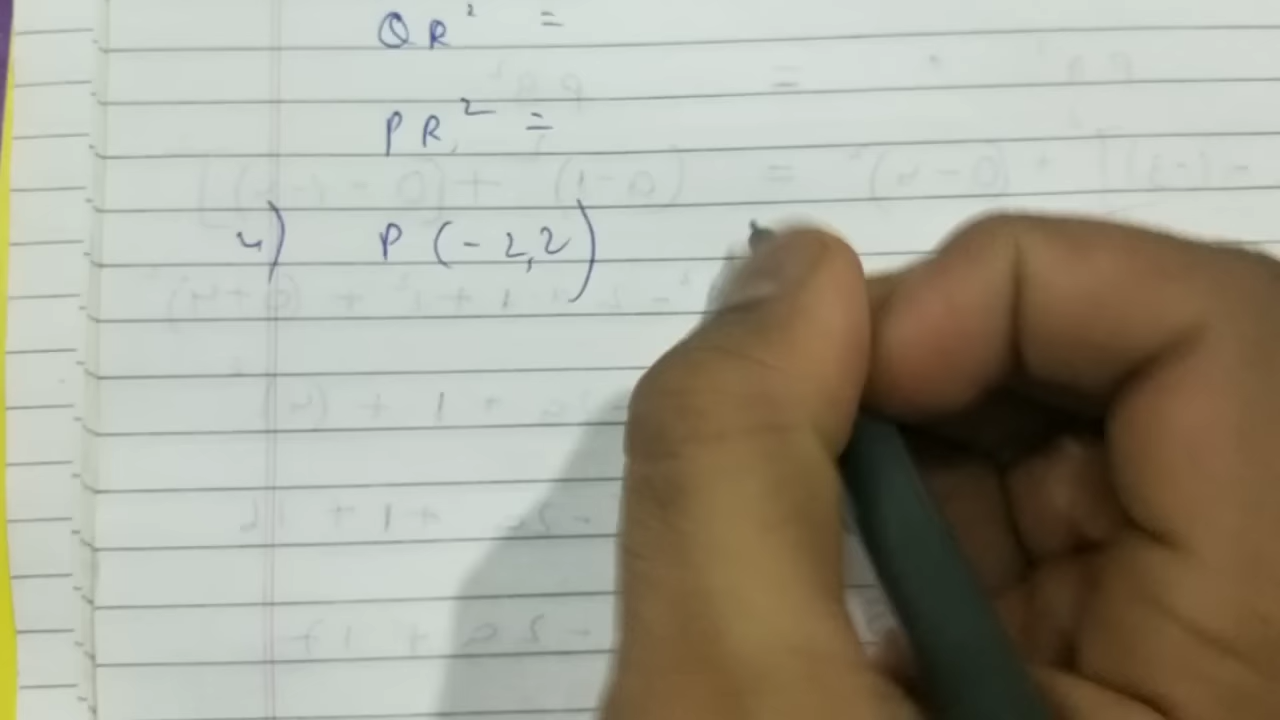 QR² =
PR² =
4) P (-2,2)